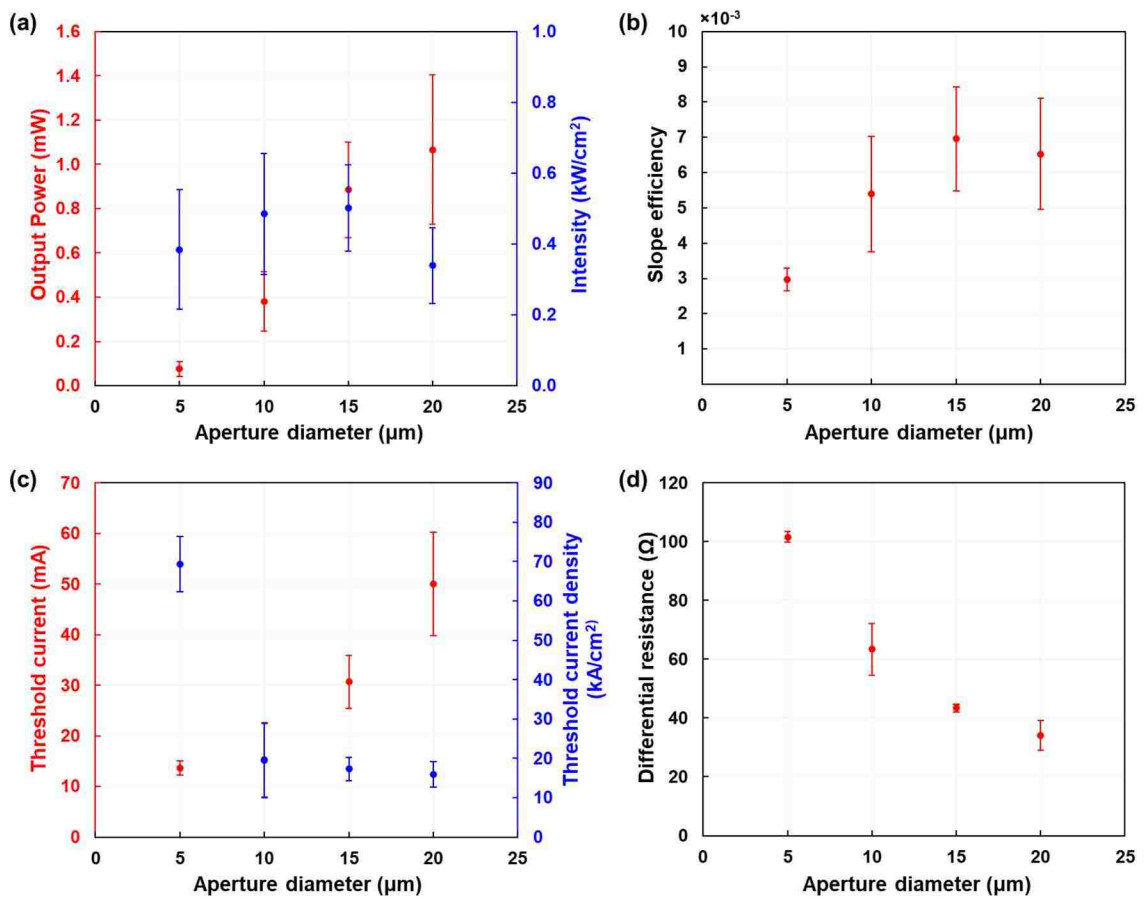 (a)
1.6
1.4
1.2
1.0
0.8
0.6
0.4
0.2
0.0
Output Power (mW)
1.0
0.8
0.6
0.4
0.2
0.0
Intensity (kW/cm²)
0 5 10 15 20 25
Aperture diameter (µm)
(b)
×10⁻³
10
9
8
7
6
5
4
3
2
1
Slope efficiency
0 5 10 15 20 25
Aperture diameter (µm)
(c)
70
60
50
40
30
20
10
0
Threshold current (mA)
90
80
70
60
50
40
30
20
10
0
Threshold current density
(kA/cm²⁾
0 5 10 15 20 25
Aperture diameter (µm)
(d)
120
100
80
60
40
20
0
Differential resistance (Ω)
0 5 10 15 20 25
Aperture diameter (µm)